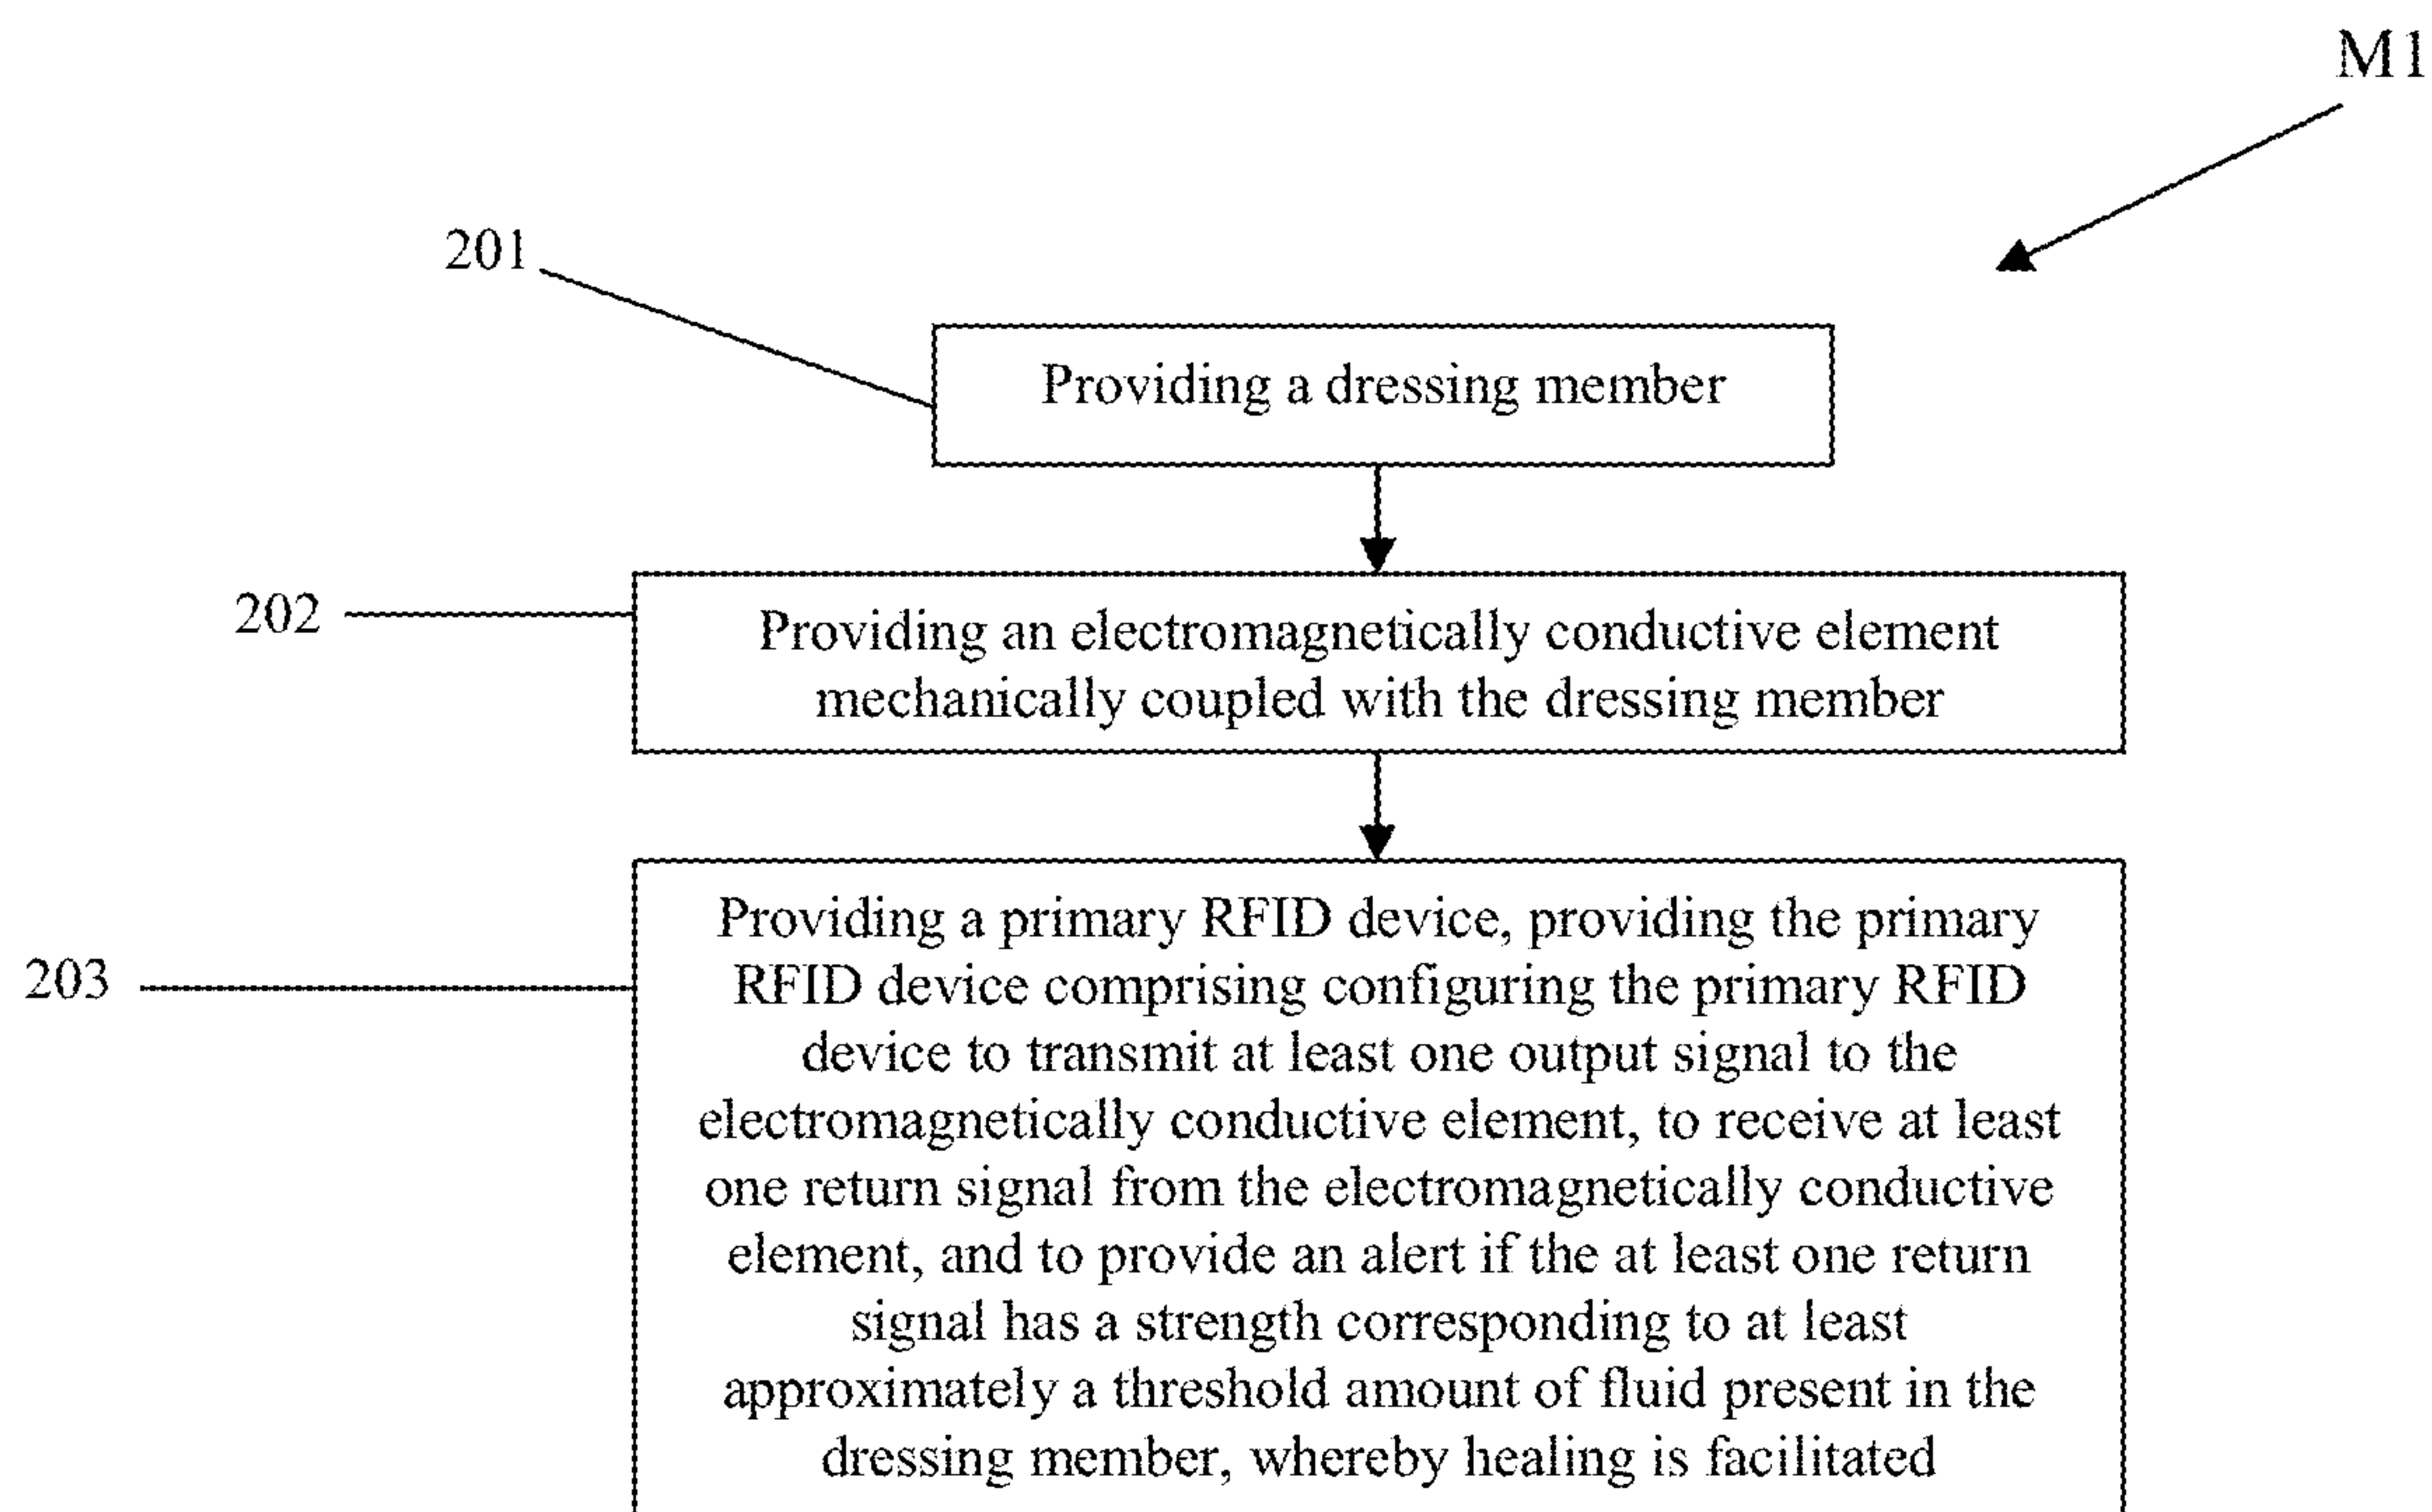 M1
201
Providing a dressing member
202
Providing an electromagnetically conductive element
mechanically coupled with the dressing member
203
Providing a primary RFID device, providing the primary
RFID device comprising configuring the primary RFID
device to transmit at least one output signal to the
electromagnetically conductive element, to receive at least
one return signal from the electromagnetically conductive
element, and to provide an alert if the at least one return
signal has a strength corresponding to at least
approximately a threshold amount of fluid present in the
dressing member, whereby healing is facilitated